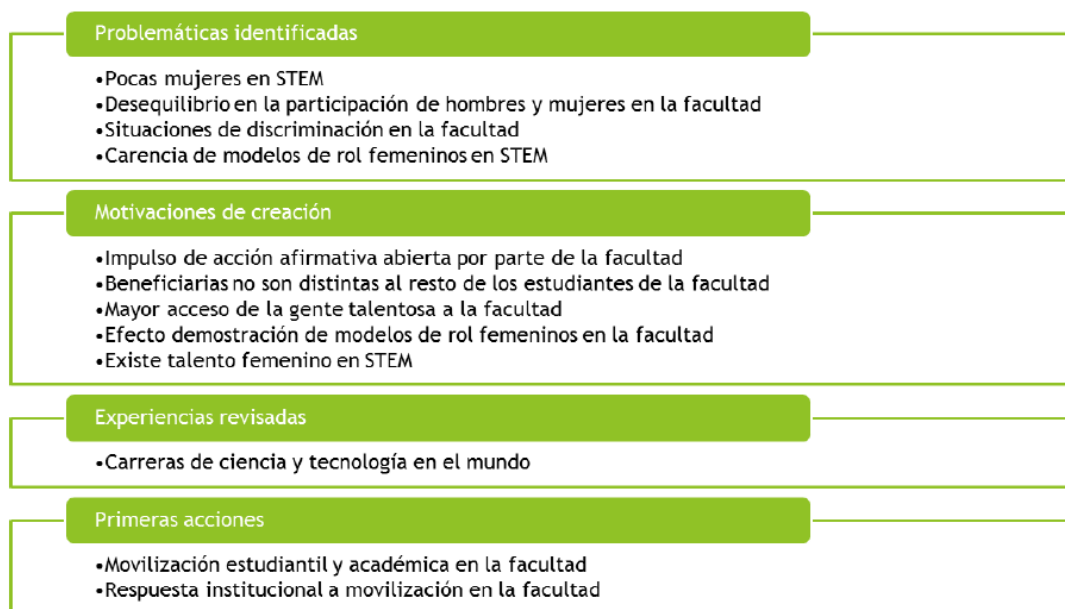 Problemáticas identificadas
•Pocas mujeres en STEM
•Desequilibrio en la participación de hombres y mujeres en la facultad
•Situaciones de discriminación en la facultad
•Carencia de modelos de rol femeninos en STEM
Motivaciones de creación
•Impulso de acción afirmativa abierta por parte de la facultad
•Beneficiarias no son distintas al resto de los estudiantes de la facultad
•Mayor acceso de la gente talentosa a la facultad
•Efecto demostración de modelos de rol femeninos en la facultad
•Existe talento femenino en STEM
Experiencias revisadas
•Carreras de ciencia y tecnología en el mundo
Primeras acciones
•Movilización estudiantil y académica en la facultad
•Respuesta institucional a movilización en la facultad